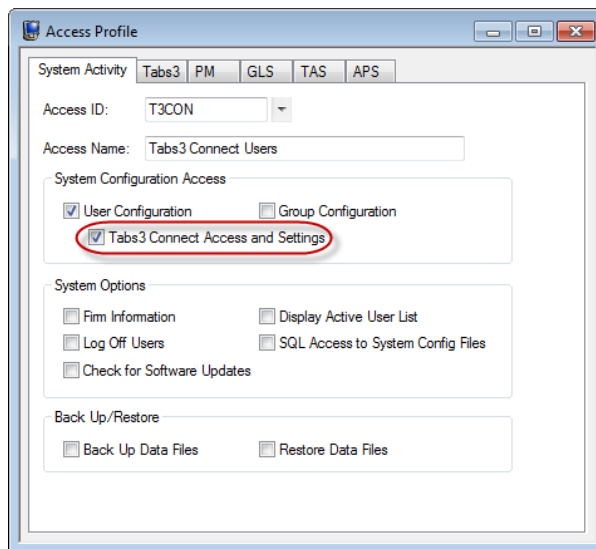 Access Profile
System Activity Tabs3 PM GLS TAS APS
Access ID: T3CON
Access Name: Tabs3 Connect Users
System Configuration Access
User Configuration Group Configuration
Tabs3 Connect Access and Settings
System Options
Firm Information Display Active User List
Log Off Users SQL Access to System Config Files
Check for Software Updates
Back Up/Restore
Back Up Data Files Restore Data Files